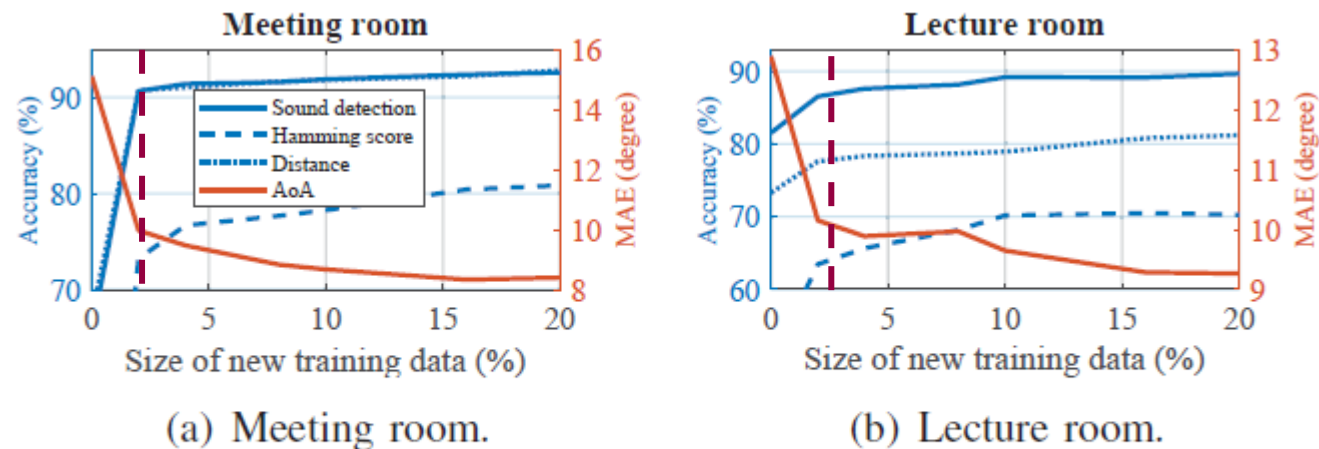 Meeting room
Accuracy (%)
90
80
70
16
14
12
10
8
MAE (degree)
Sound detection
Hamming score
Distance
AoA
0 5 10 15 20
Size of new training data (%)
(a) Meeting room.
Lecture room
Accuracy (%)
90
80
70
60
13
12
11
10
9
MAE (degree)
0 5 10 15 20
Size of new training data (%)
(b) Lecture room.